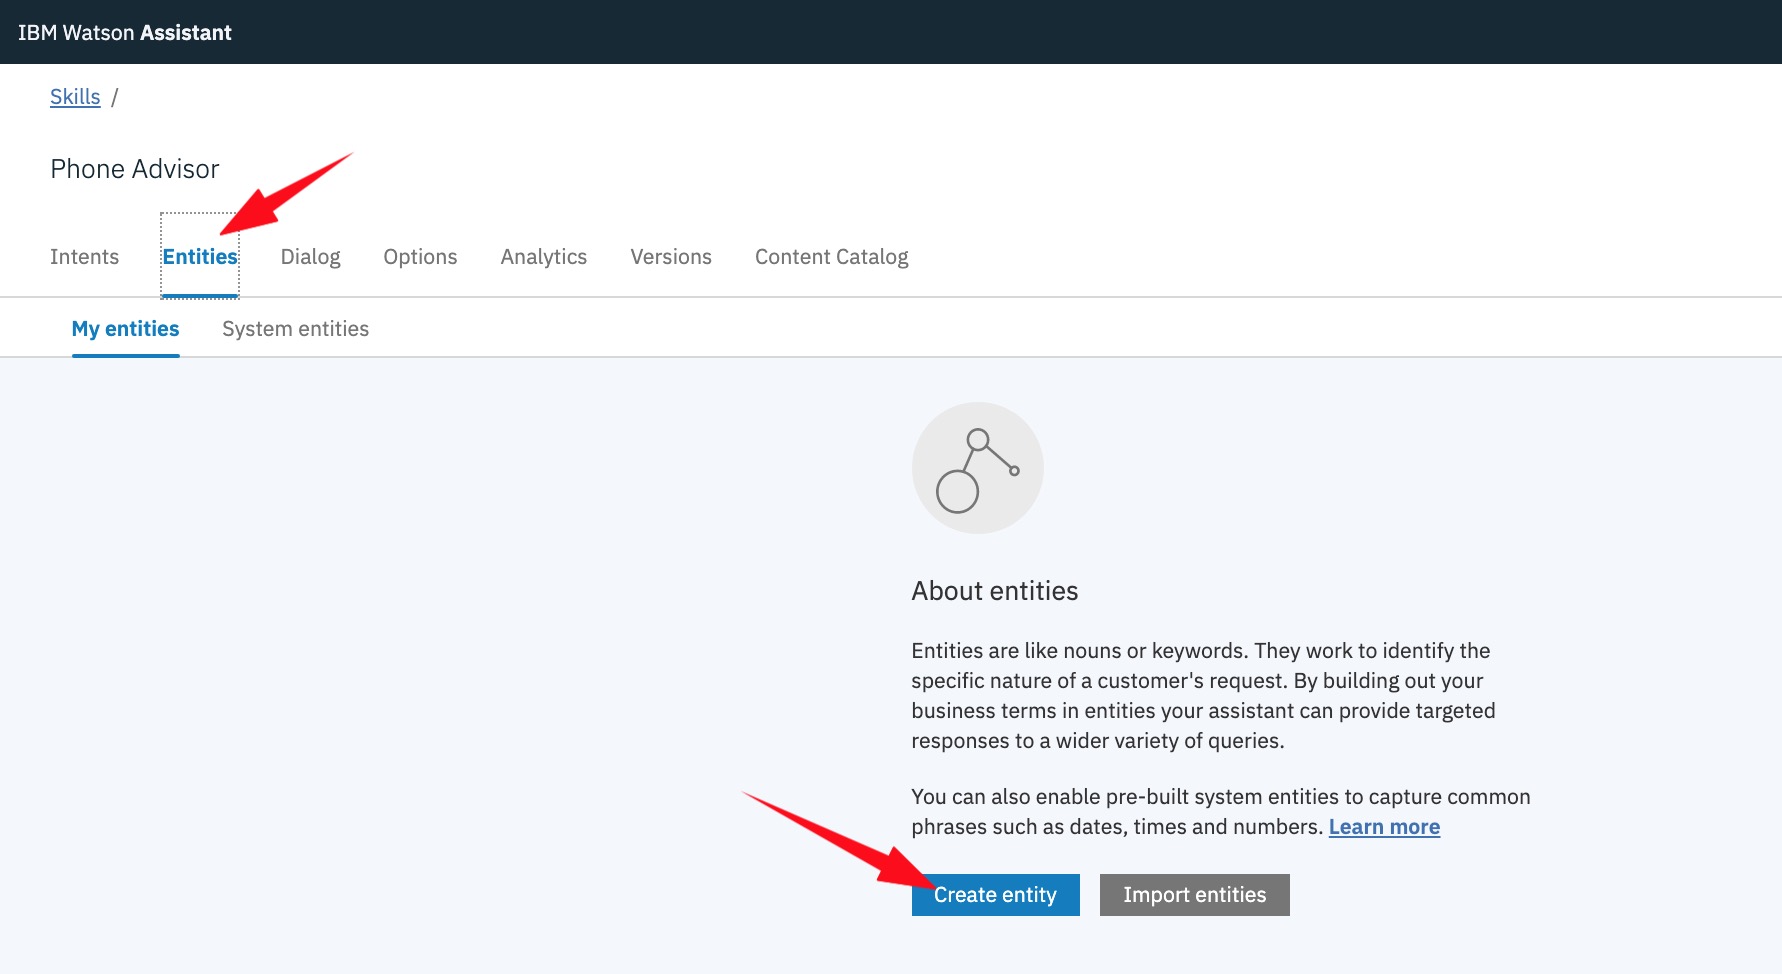 IBM Watson Assistant
Skills /
Phone Advisor
Intents Entities Dialog Options Analytics Versions Content Catalog
My entities System entities
About entities
Entities are like nouns or keywords. They work to identify the
specific nature of a customer's request. By building out your
business terms in entities your assistant can provide targeted
responses to a wider variety of queries.
You can also enable pre-built system entities to capture common
phrases such as dates, times and numbers. Learn more
Create entity Import entities